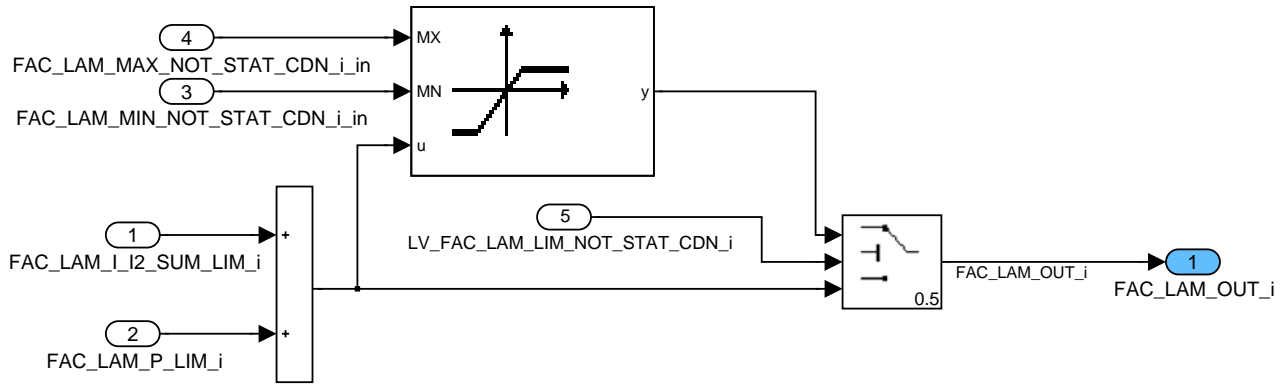 4
MX
FAC_LAM_MAX_NOT_STAT_CDN_i_in
3
MN
y
FAC_LAM_MIN_NOT_STAT_CDN_i_in
u
5
1
+
LV_FAC_LAM_LIM_NOT_STAT_CDN_i
FAC_LAM_I_I2_SUM_LIM_i
1
FAC_LAM_OUT_i
FAC_LAM_OUT_i
0.5
2
+
FAC_LAM_P_LIM_i